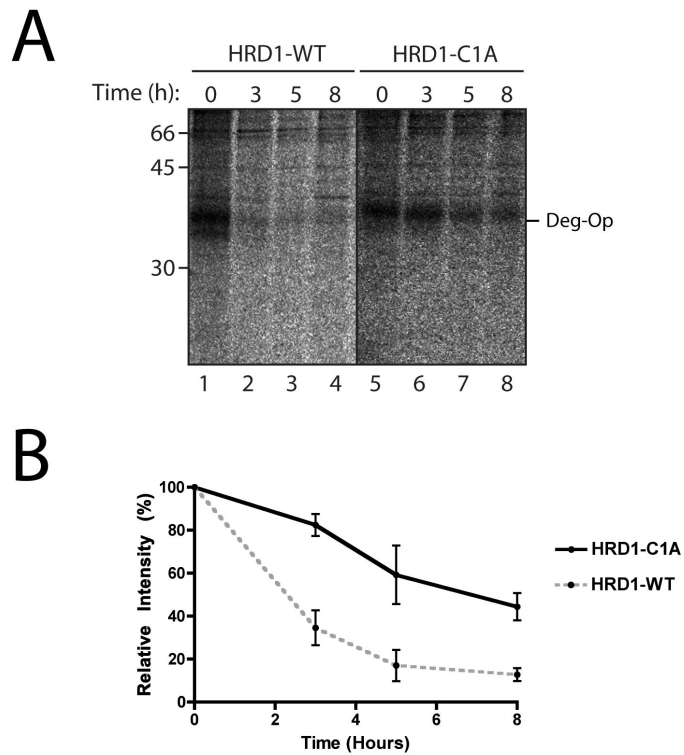 A
HRD1-WT HRD1-C1A
Time (h): 0 3 5 8 0 3 5 8
66
45
Deg-Op
30
1 2 3 4 5 6 7 8
B
100
80
60
40
20
0
Relative Intensity (%)
0 2 4 6 8
Time (Hours)
HRD1-C1A
HRD1-WT